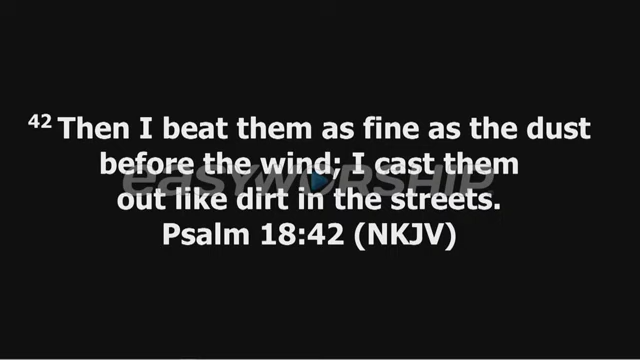 42 Then I beat them as fine as the dust
before the wind; I cast them
easyworship
out like dirt in the streets.
Psalm 18:42 (NKJV)